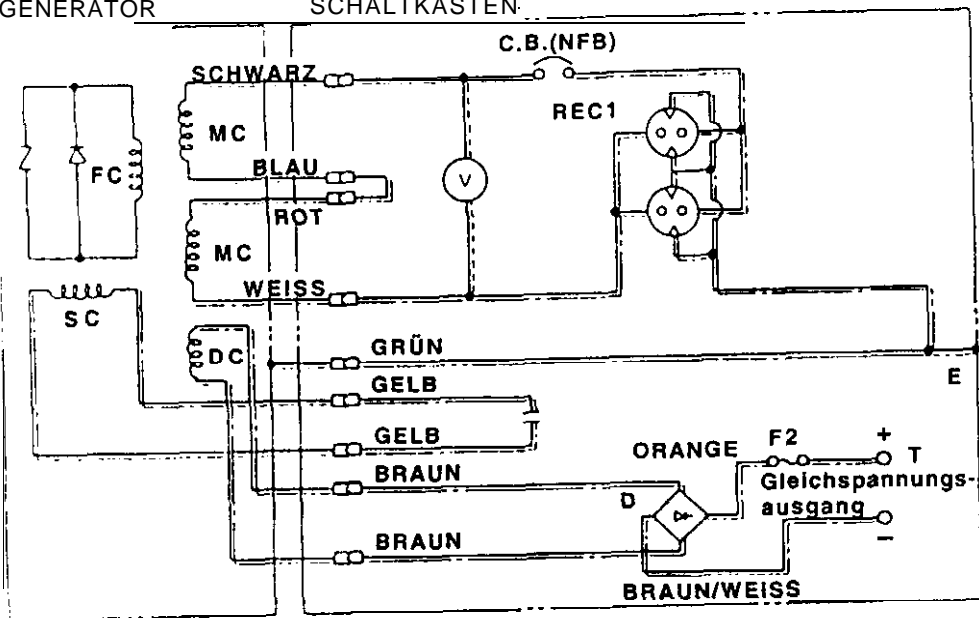 GENERATOR
SCHALTKASTEN
C.B.(NFB)
SCHWARZ
REC1
MC
FC
BLAU
V
ROT
MC
WEISS
SC
DC
GRÜN
E
GELB
GELB
ORANGE
F2
+
T
BRAUN
D
Gleichspannungs-
ausgang
BRAUN
-
BRAUN/WEISS